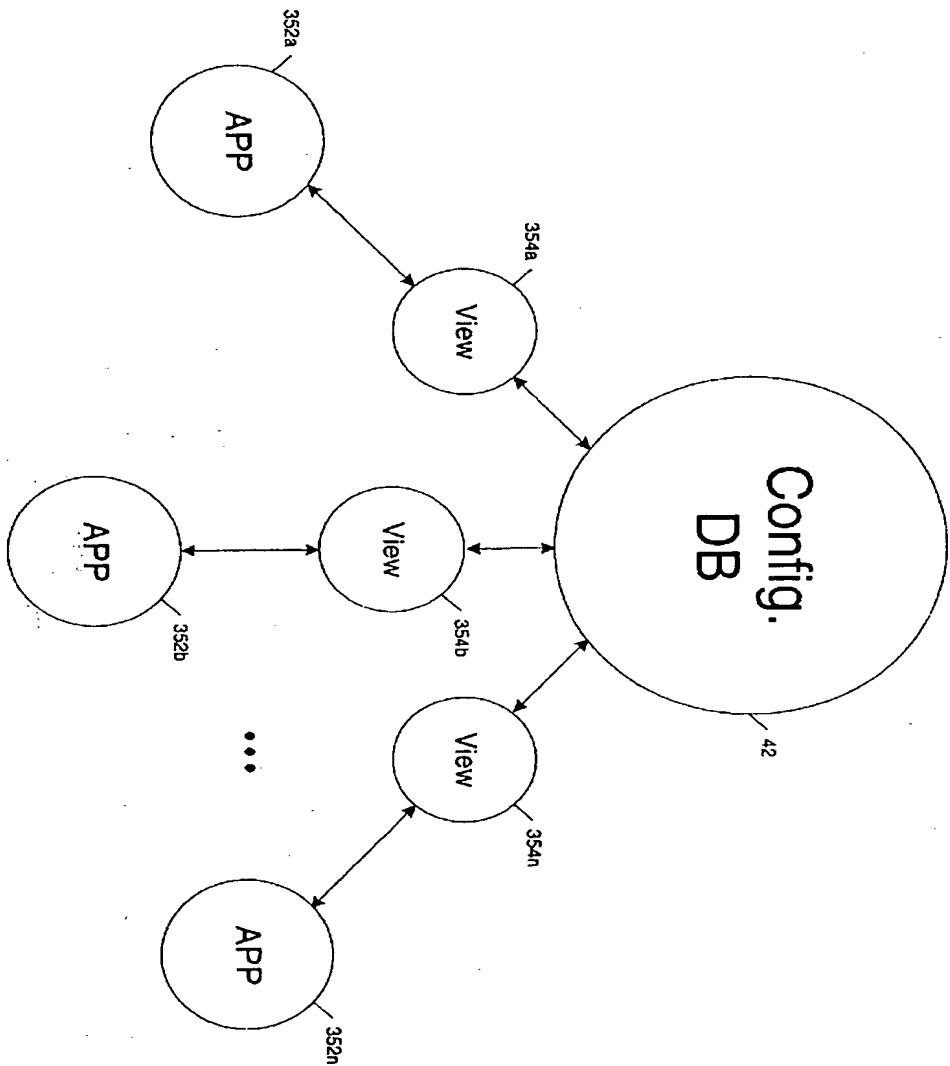 352a
APP
354a
View
Config.
DB
42
View
354b
APP
352b
View
354n
...
APP
352n